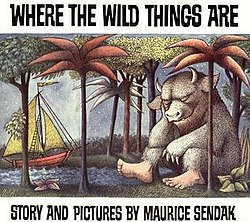 WHERE THE WILD THINGS ARE
STORY AND PICTURES BY MAURICE SENDAK